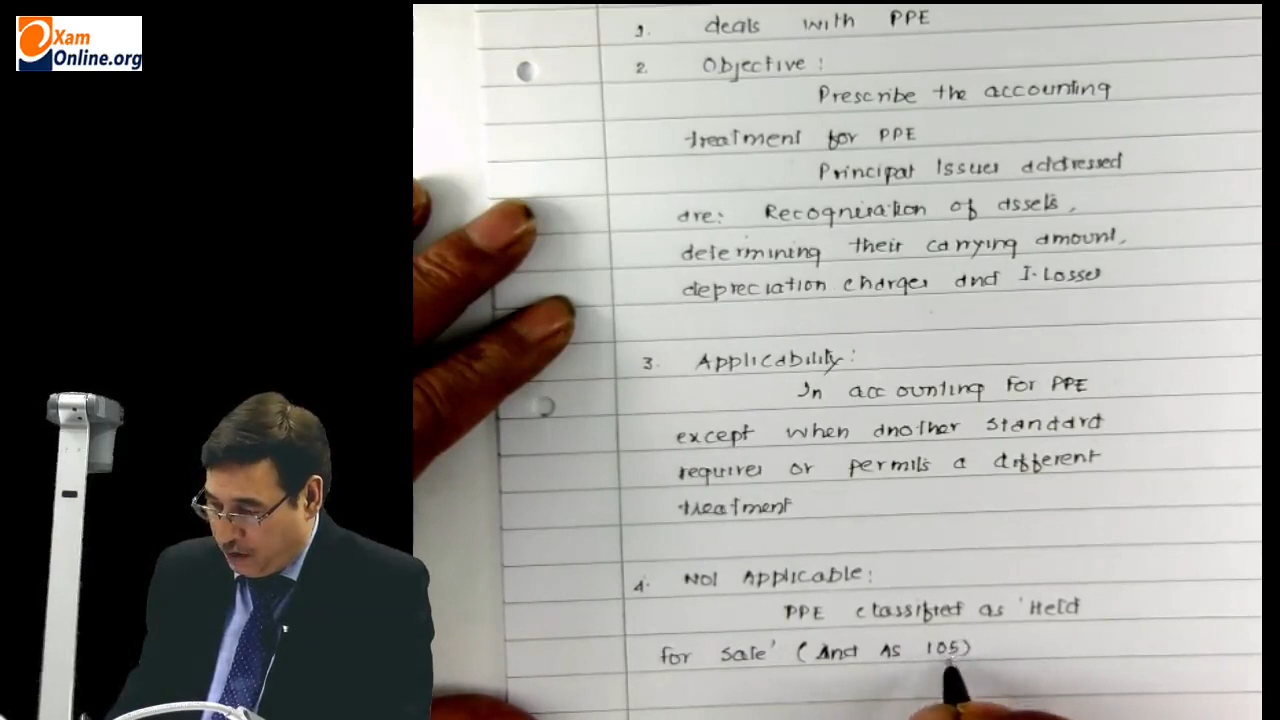 Xam
Online.org
1. deals with PPE
2. Objective:
Prescribe the accounting
treatment for PPE
Principal Issues addressed
are: Recognisation of assets,
determining their carrying amount,
depreciation charges and I.Losses
3. Applicability:
In accounting for PPE
except when another standard
requires or permits a different
treatment
4. Not Applicable:
PPE classified as 'Held
for Sale' (Ind AS 105)